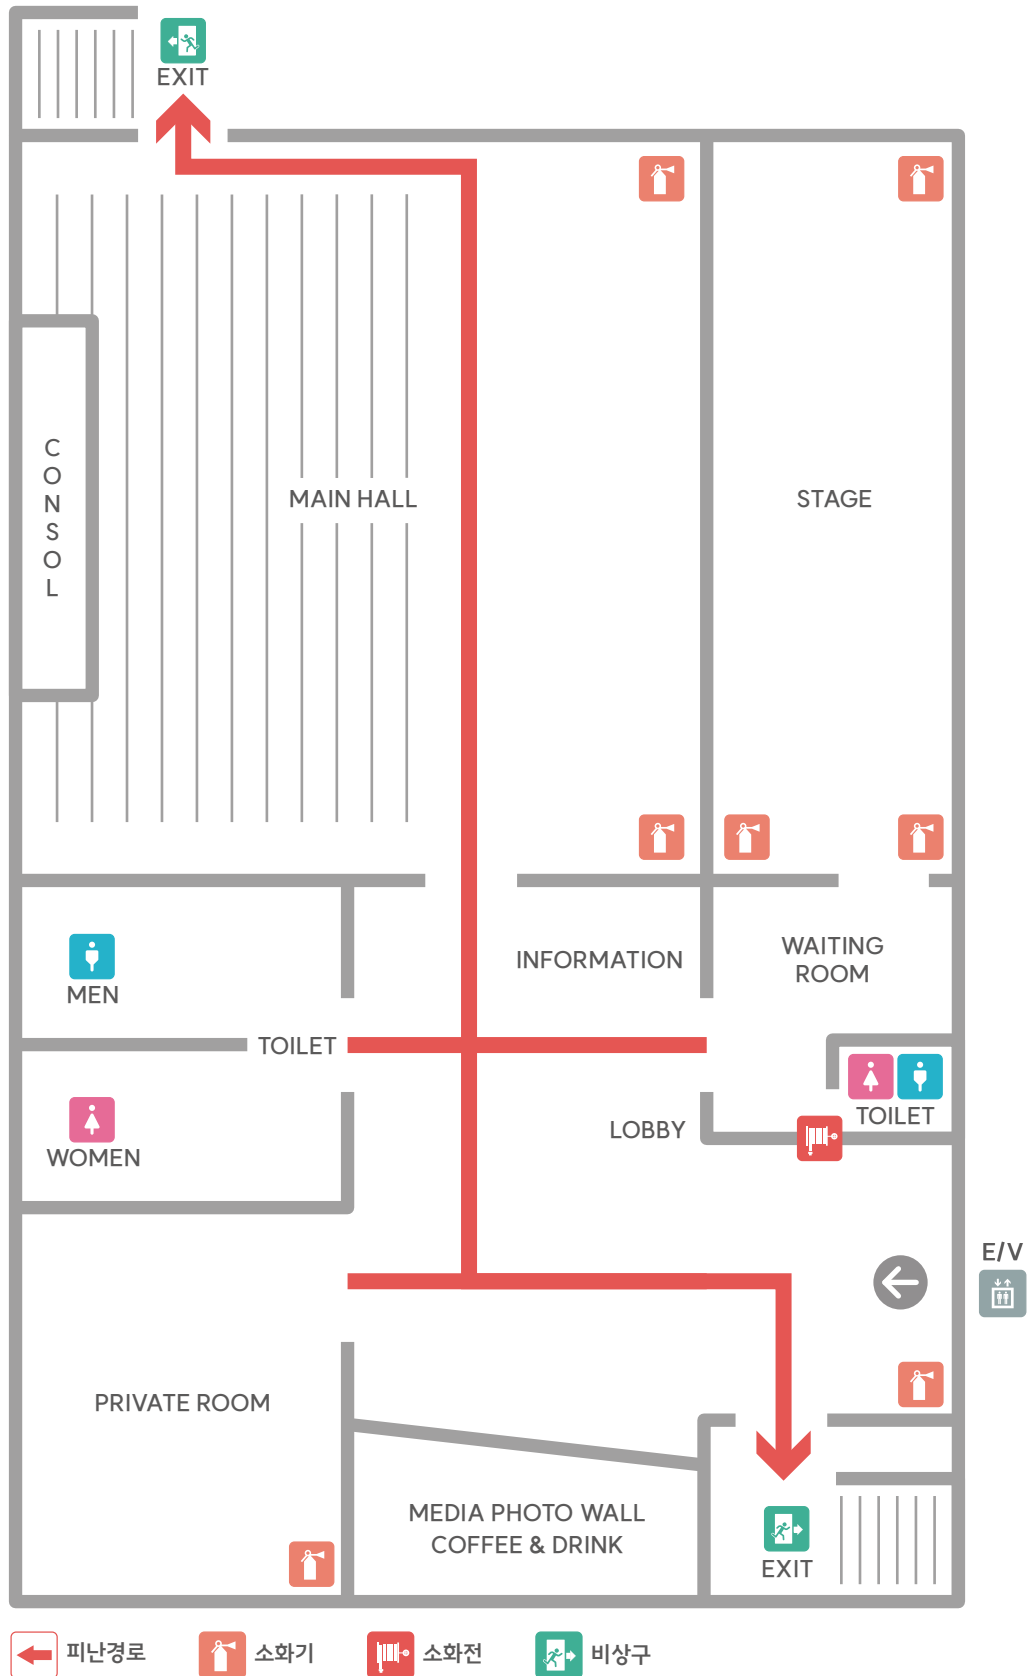 EXIT
C
O
N
S
O
L
MAIN HALL
STAGE
MEN
INFORMATION
WAITING
ROOM
TOILET
WOMEN
LOBBY
TOILET
E/V
PRIVATE ROOM
MEDIA PHOTO WALL
COFFEE & DRINK
EXIT
피난경로
소화기
소화전
비상구